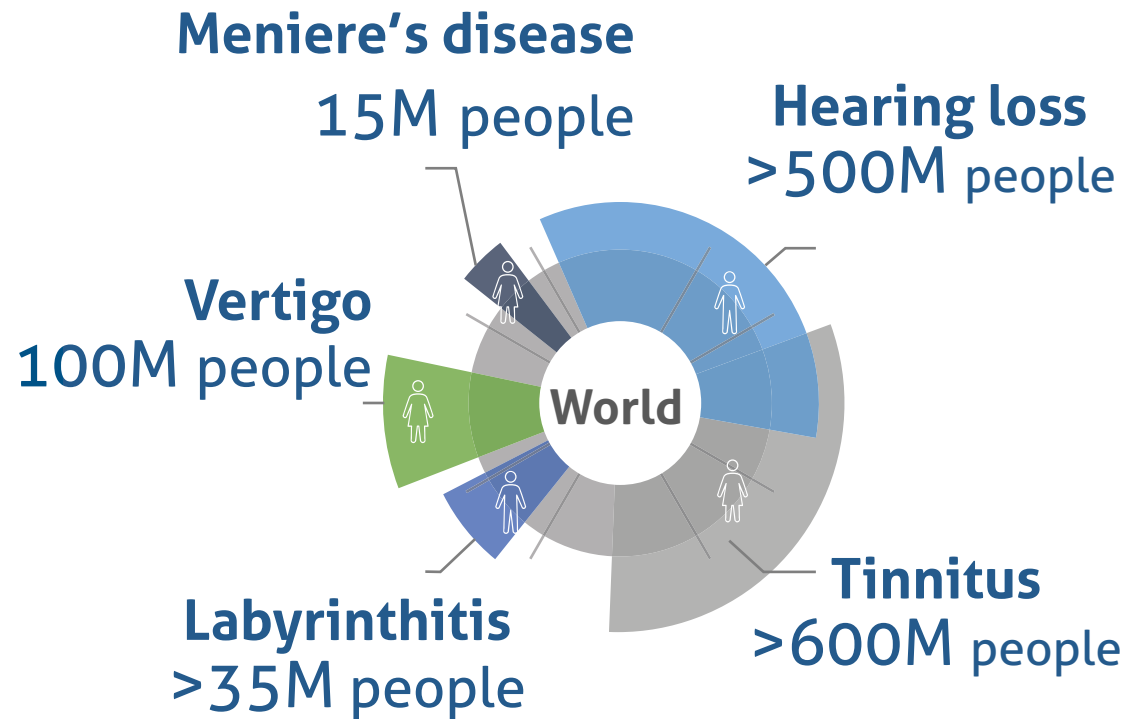 Meniere’s disease
15M people
Hearing loss
>500M people
Vertigo
100M people
World
Tinnitus
>600M people
Labyrinthitis
>35M people